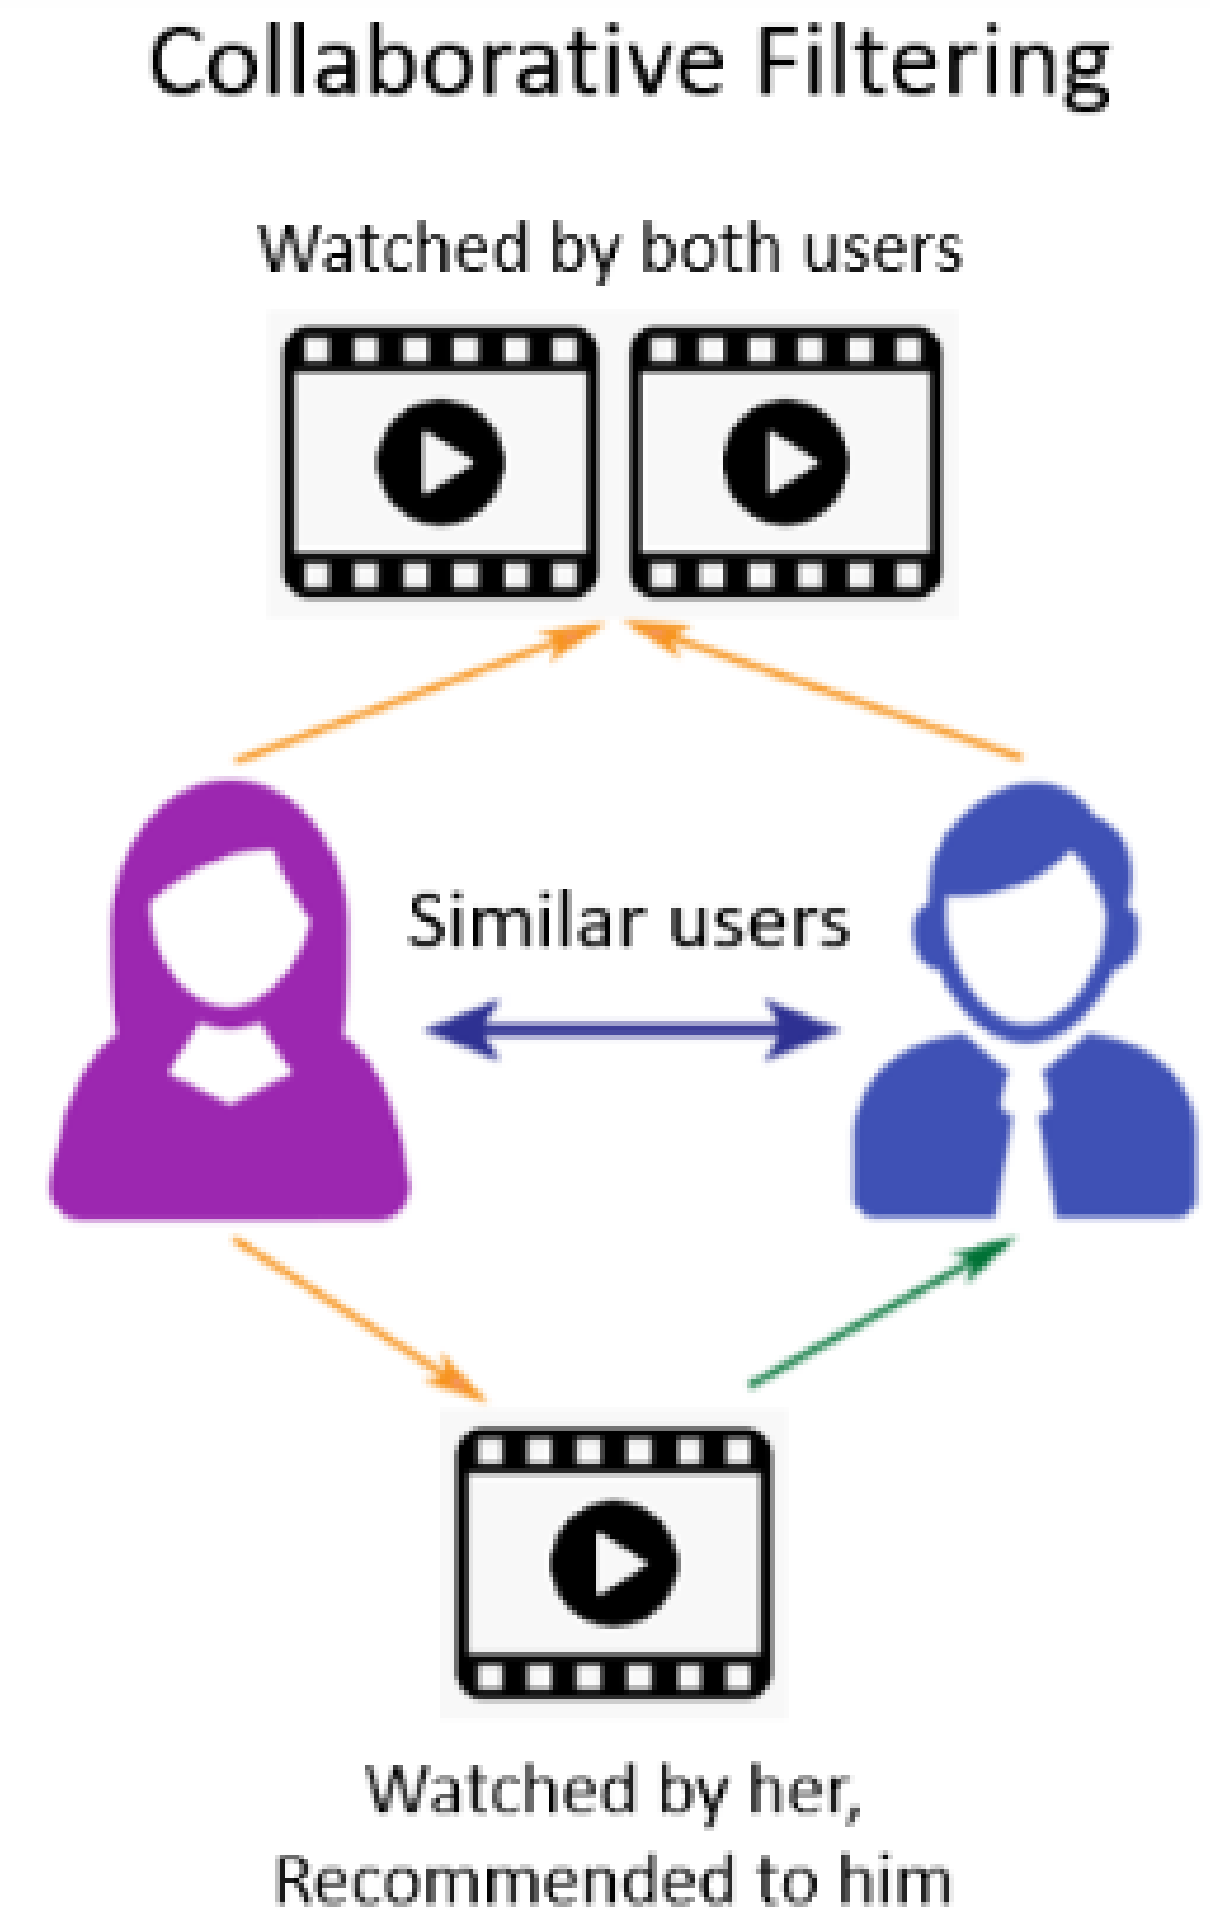 Collaborative Filtering
Watched by both users
Similar users
Watched by her,
Recommended to him